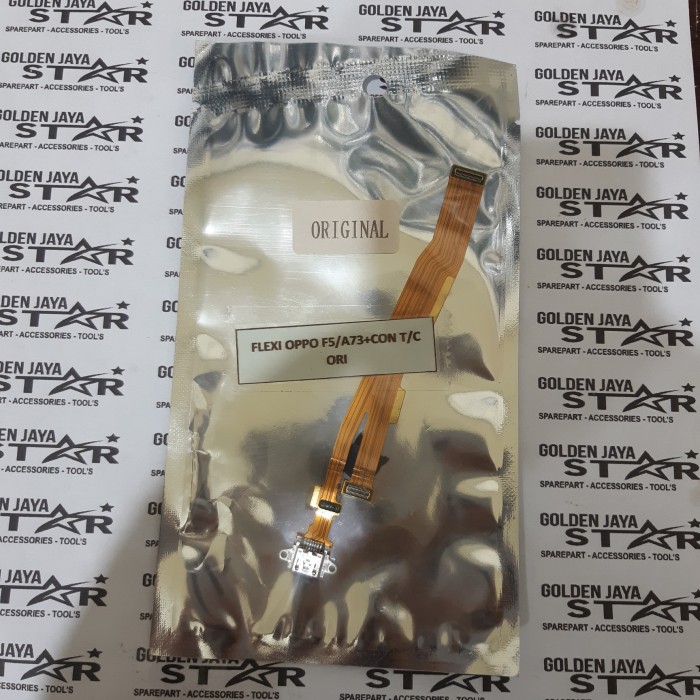 GOLDEN JAYA
STAR
SPAREPART - ACCESSORIES - TOOL'S
ORIGINAL
FLEXI OPPO F5/A73+CON T/C
ORI